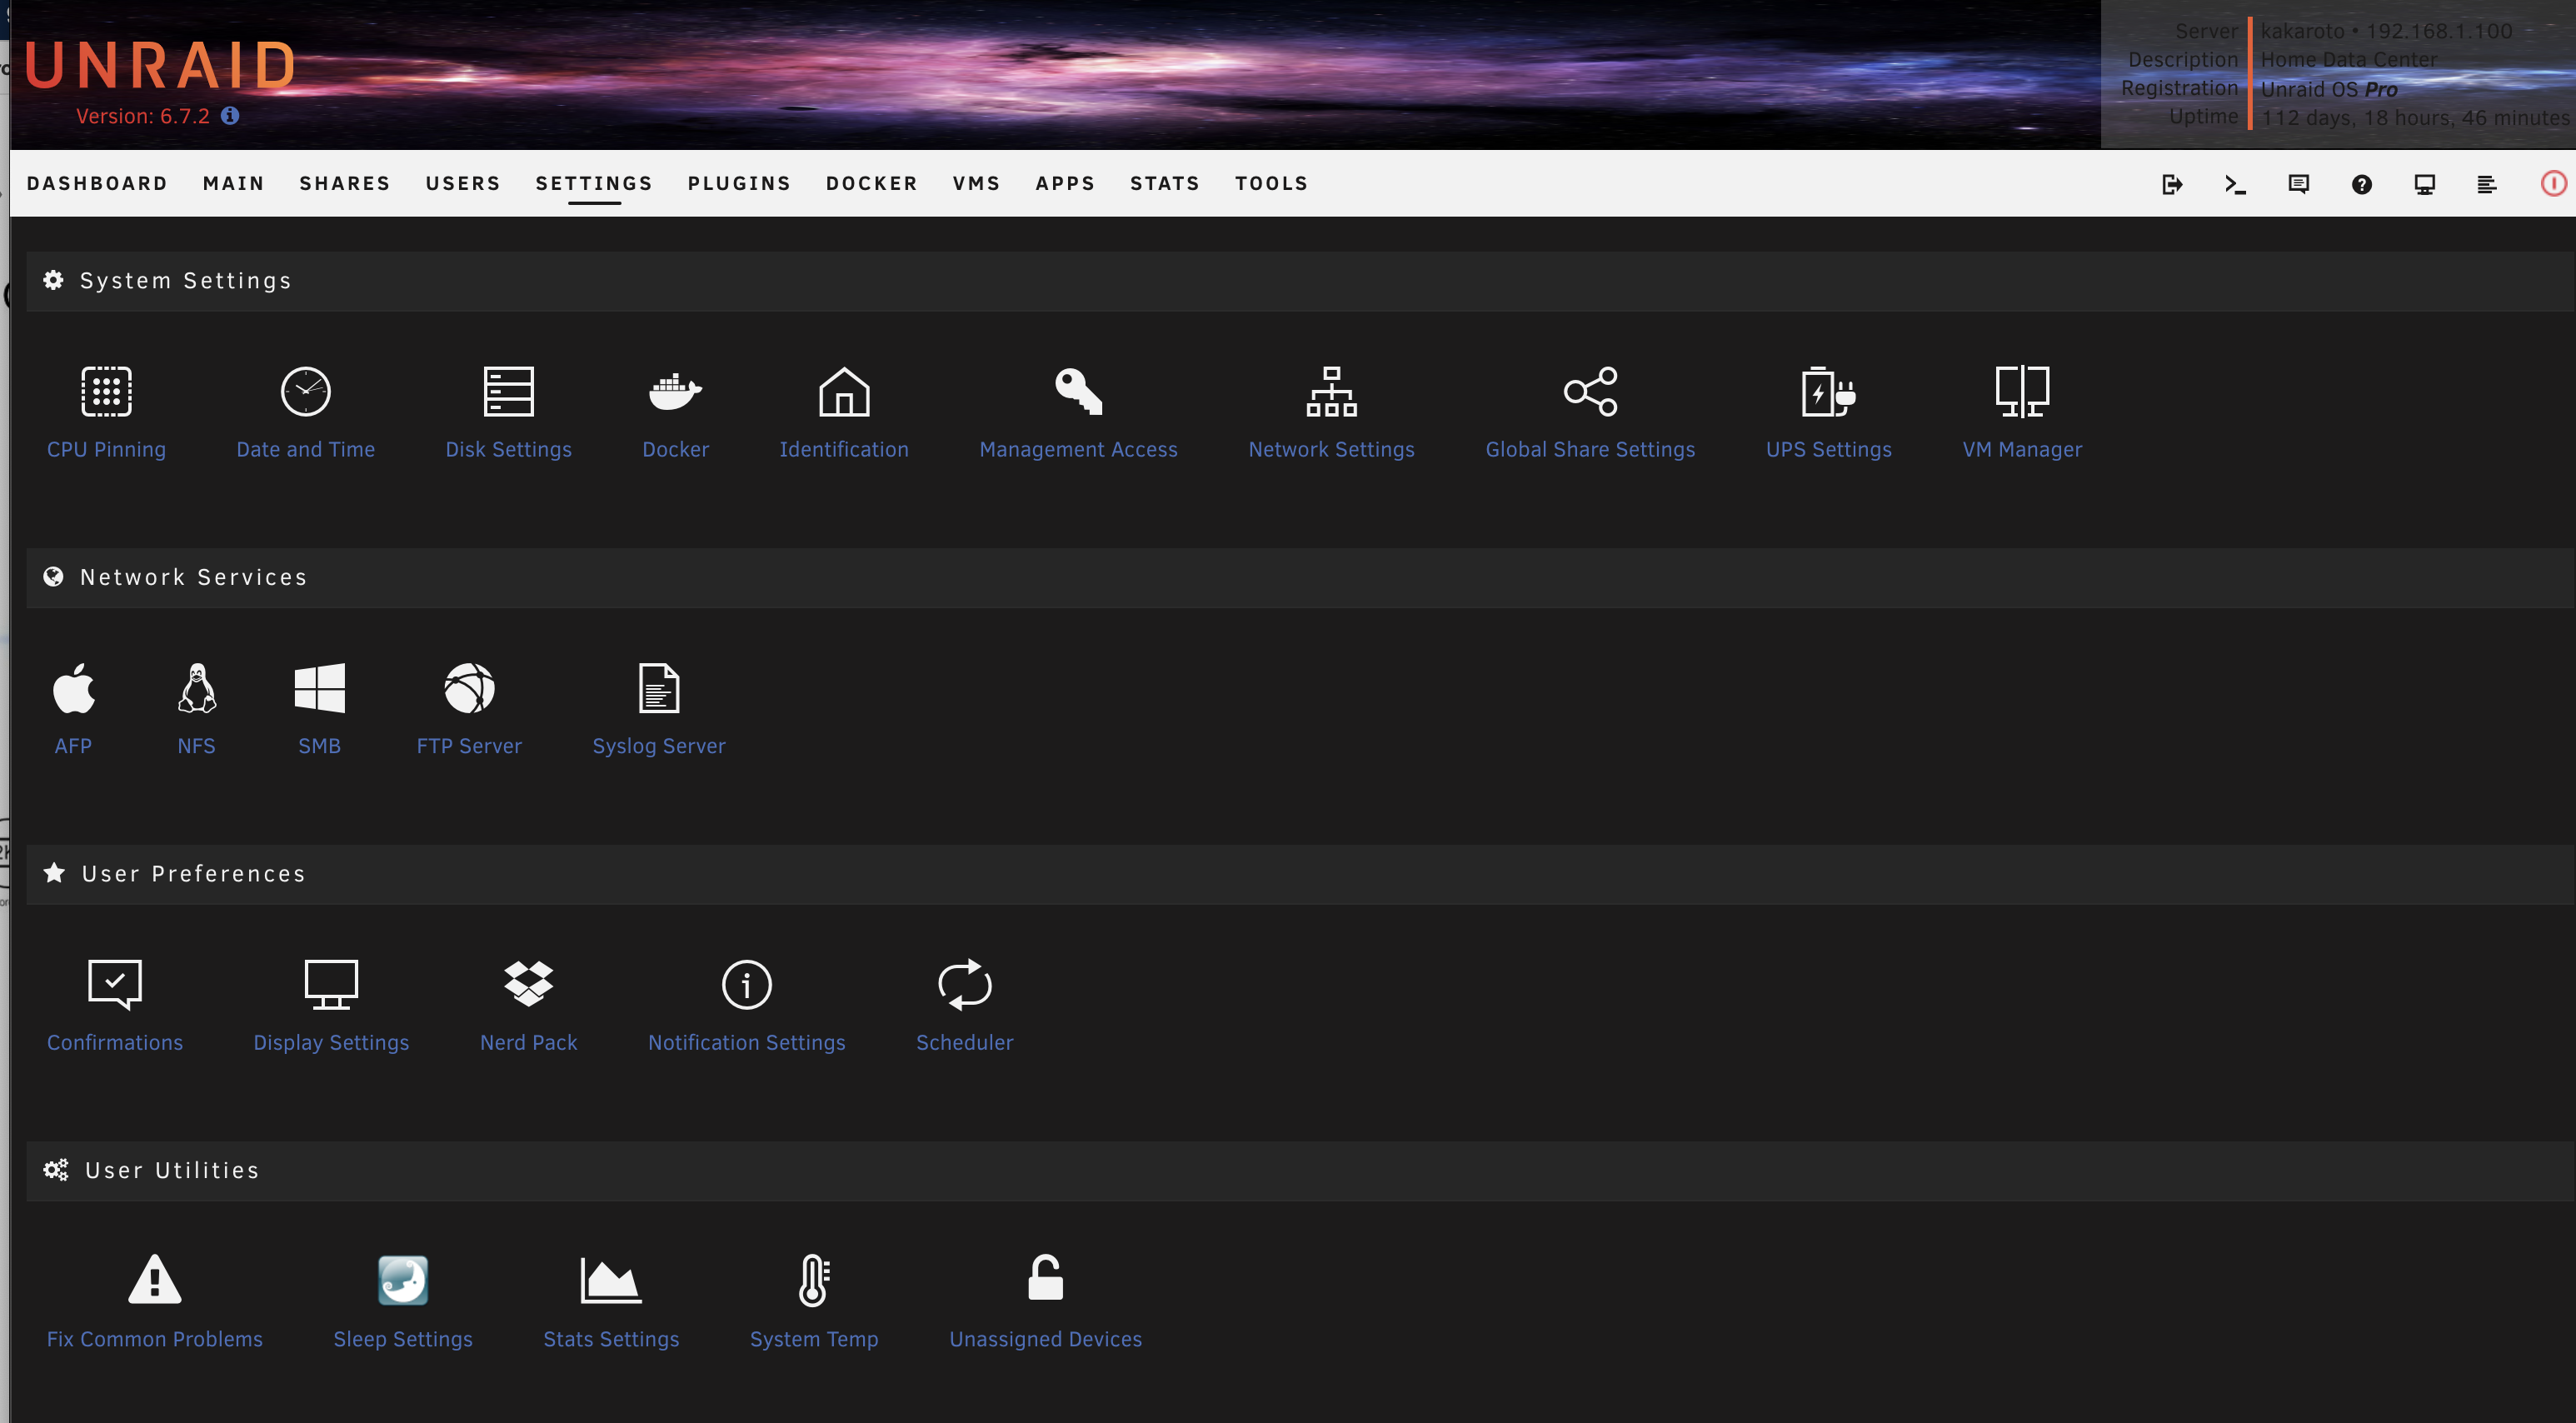 UNRAID
Version: 6.7.2
Server kakaroto • 192.168.1.100
Description Home Data Center
Registration Unraid OS Pro
Uptime 112 days, 18 hours, 46 minutes
DASHBOARD MAIN SHARES USERS SETTINGS PLUGINS DOCKER VMS APPS STATS TOOLS
System Settings
CPU Pinning Date and Time Disk Settings Docker Identification Management Access Network Settings Global Share Settings UPS Settings VM Manager
Network Services
AFP NFS SMB FTP Server Syslog Server
User Preferences
Confirmations Display Settings Nerd Pack Notification Settings Scheduler
User Utilities
Fix Common Problems Sleep Settings Stats Settings System Temp Unassigned Devices